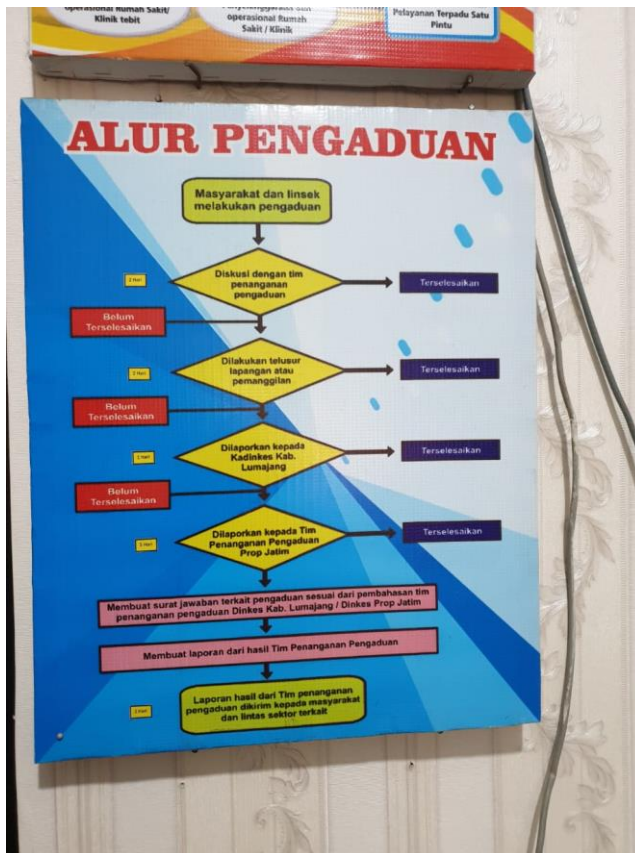 operasional Rumah Sakit/
Klinik tebit
operasional Rumah
Sakit / Klinik
Pelayanan Terpadu Satu
Pintu
ALUR PENGADUAN
Masyarakat dan linsek
melakukan pengaduan
Diskusi dengan tim
penanganan
pengaduan
Terselesaikan
Belum
Terselesaikan
Dilakukan telusur
lapangan atau
pemanggilan
Terselesaikan
Belum
Terselesaikan
Dilaporkan kepada
Kadinkes Kab.
Lumajang
Terselesaikan
Belum
Terselesaikan
Dilaporkan kepada Tim
Penanganan Pengaduan
Prop Jatim
Terselesaikan
Membuat surat jawaban terkait pengaduan sesuai dari pembahasan tim
penanganan pengaduan Dinkes Kab. Lumajang / Dinkes Prop Jatim
Membuat laporan dari hasil Tim Penanganan Pengaduan
Laporan hasil dari Tim penanganan
pengaduan dikirim kepada masyarakat
dan lintas sektor terkait